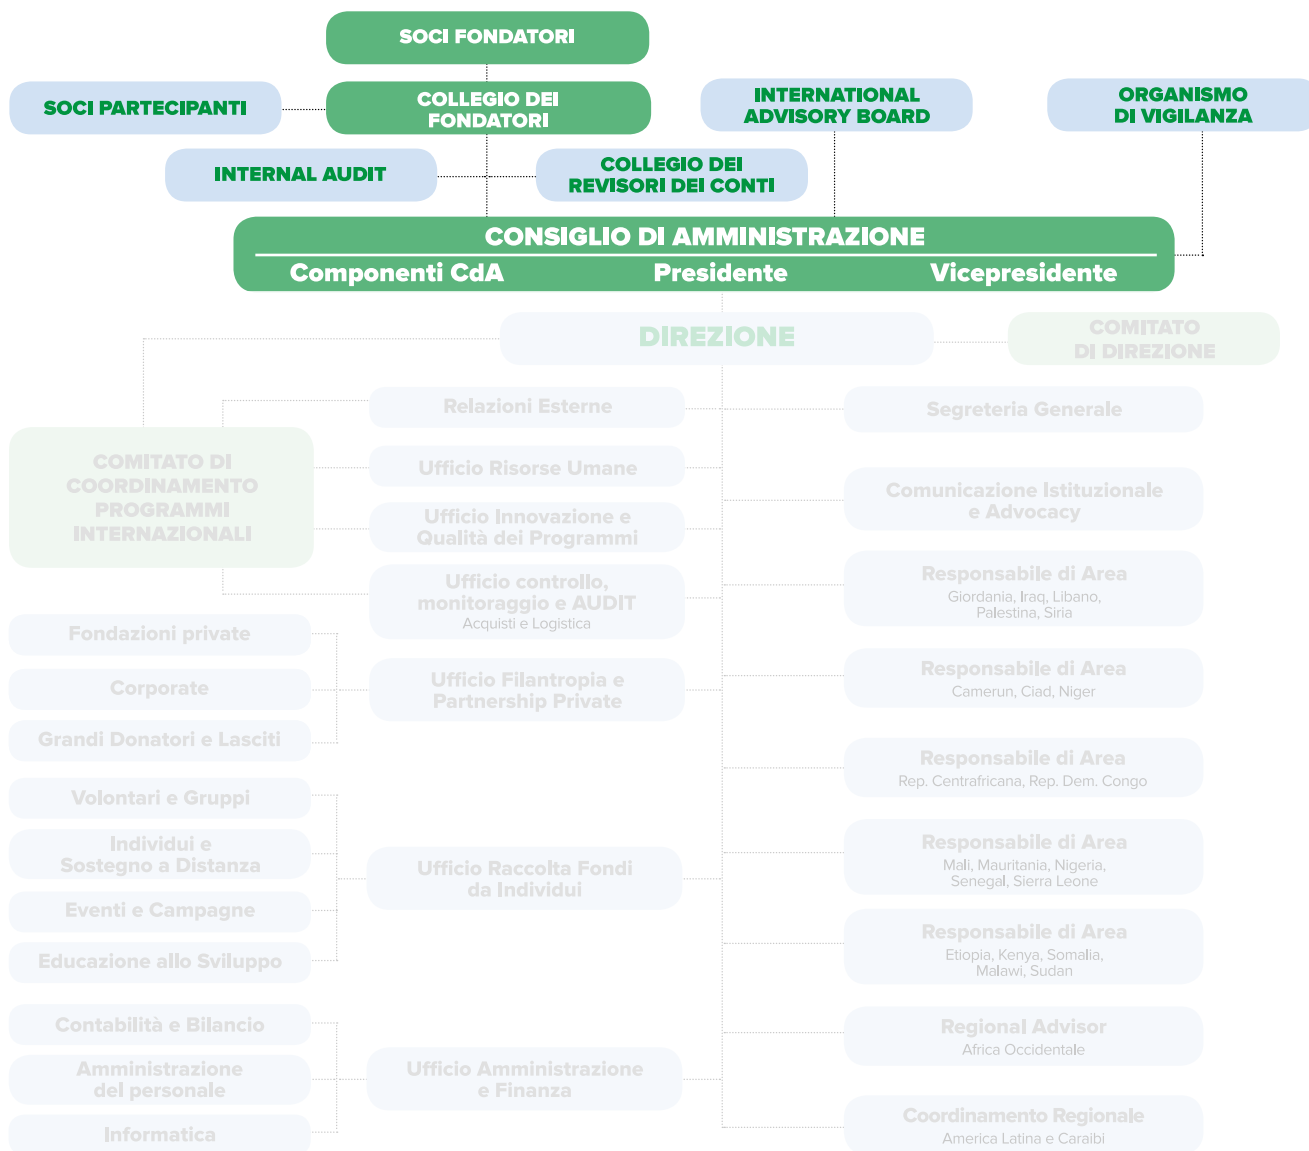 SOCI FONDATORI
SOCI PARTECIPANTI
COLLEGIO DEI
FONDATORI
INTERNATIONAL
ADVISORY BOARD
ORGANISMO
DI VIGILANZA
INTERNAL AUDIT
COLLEGIO DEI
REVISORI DEI CONTI
CONSIGLIO DI AMMINISTRAZIONE
Componenti CdA
Presidente
Vicepresidente
DIREZIONE
COMITATO
DI DIREZIONE
COMITATO DI
COORDINAMENTO
PROGRAMMI
INTERNAZIONALI
Relazioni Esterne
Ufficio Risorse Umane
Ufficio Innovazione e
Qualità dei Programmi
Ufficio controllo,
monitoraggio e AUDIT
Acquisti e Logistica
Fondazioni private
Corporate
Grandi Donatori e Lasciti
Ufficio Filantropia e
Partnership Private
Volontari e Gruppi
Individui e
Sostegno a Distanza
Eventi e Campagne
Educazione allo Sviluppo
Ufficio Raccolta Fondi
da Individui
Contabilità e Bilancio
Amministrazione
del personale
Informatica
Ufficio Amministrazione
e Finanza
Segreteria Generale
Comunicazione Istituzionale
e Advocacy
Responsabile di Area
Giordania, Iraq, Libano,
Palestina, Siria
Responsabile di Area
Camerun, Ciad, Niger
Responsabile di Area
Rep. Centrafricana, Rep. Dem. Congo
Responsabile di Area
Mali, Mauritania, Nigeria,
Senegal, Sierra Leone
Responsabile di Area
Etiopia, Kenya, Somalia,
Malawi, Sudan
Regional Advisor
Africa Occidentale
Coordinamento Regionale
America Latina e Caraibi